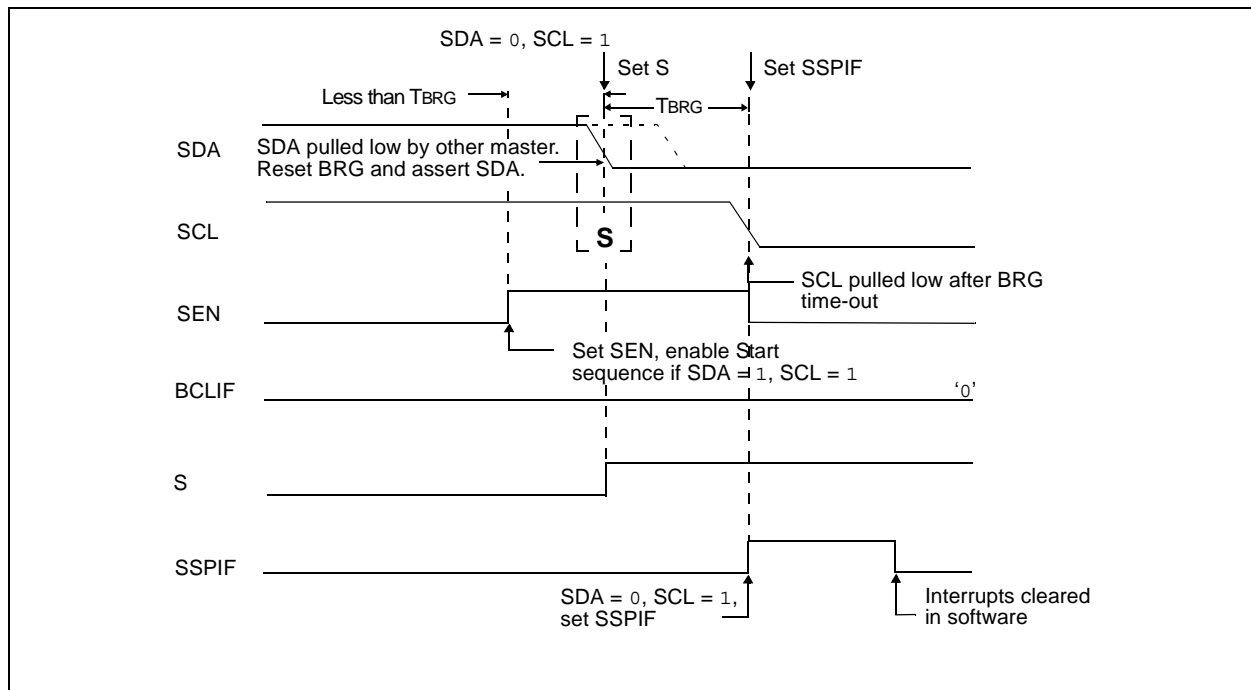 SDA = 0, SCL = 1
Set S
Set SSPIF
Less than TBRG
TBRG
SDA
SDA pulled low by other master.
Reset BRG and assert SDA.
SCL
S
SCL pulled low after BRG
time-out
SEN
Set SEN, enable Start
sequence if SDA = 1, SCL = 1
BCLIF
‘0’
S
SSPIF
SDA = 0, SCL = 1,
set SSPIF
Interrupts cleared
in software